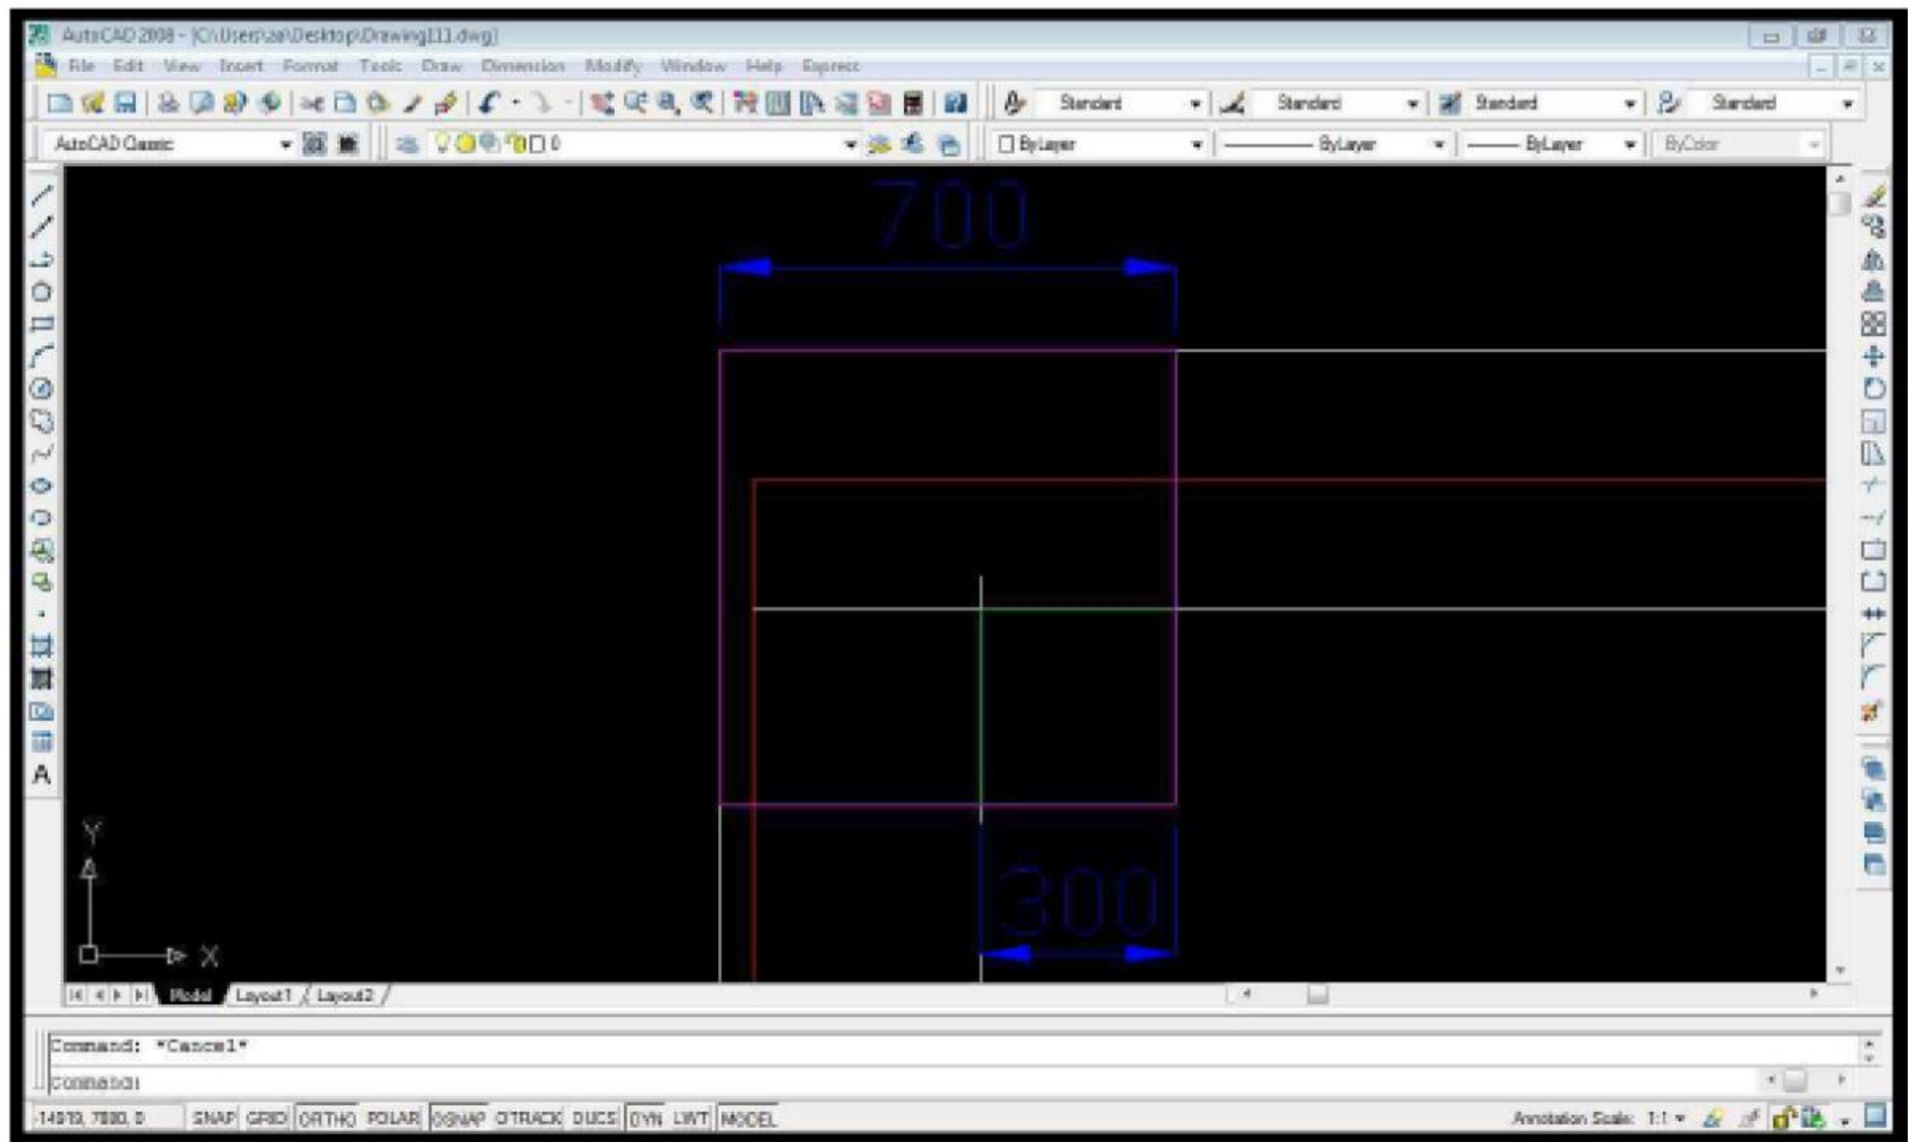 AutoCAD 2008 - [C:\Users\aa\Desktop\Drawing111.dwg]
File Edit View Insert Format Tools Draw Dimension Modify Window Help Express
Standard Standard Standard Standard
AutoCAD Classic 0 ByLayer ByLayer ByLayer ByColor
700
A
300
Y
X
Model Layout1 Layout2
Command: *Cancel*
Command:
SNAP GRID ORTHO POLAR OSNAP OTRACK DUCS DYN LWT MODEL Annotation Scale: 1:1